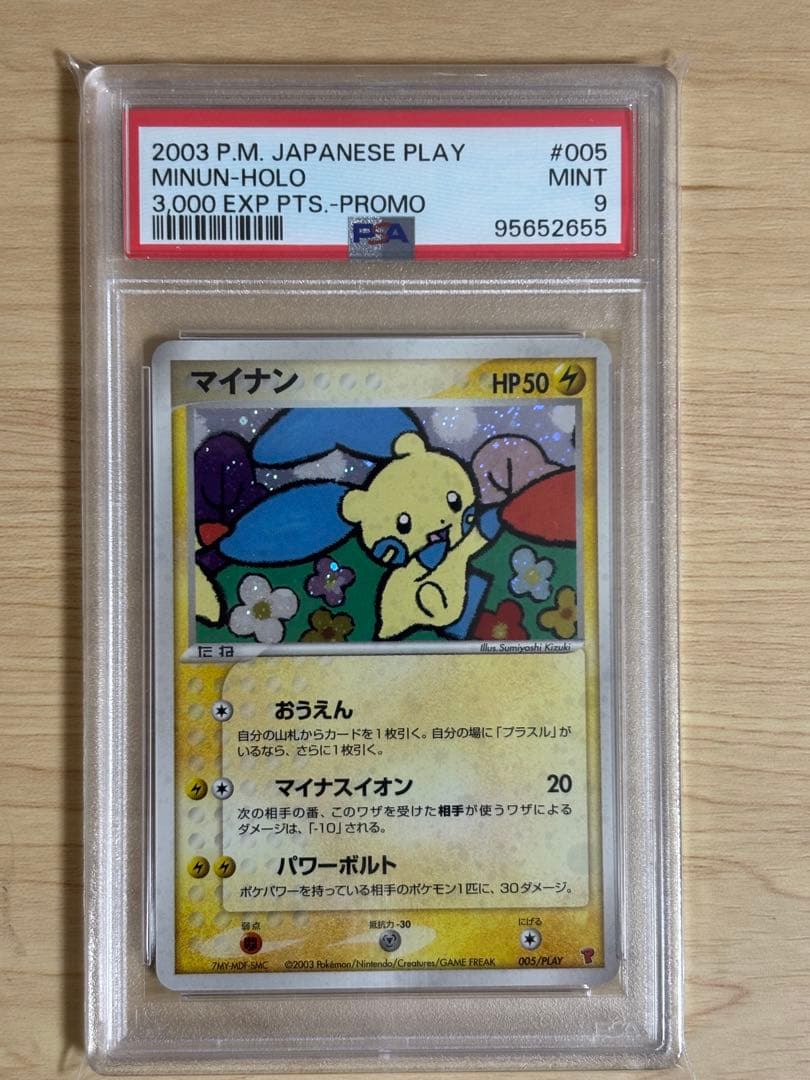 2003 P.M. JAPANESE PLAY #005
MINUN-HOLO MINT
3,000 EXP PTS.-PROMO 9
PSA 95652655
マイナン HP50
たね Illus. Sumiyoshi Kizuki
おうえん
自分の山札からカードを1枚引く。自分の場に「プラスル」が
いるなら、さらに1枚引く。
マイナスイオン 20
次の相手の番、このワザを受けた相手が使うワザによる
ダメージは、「-10」される。
パワーボルト
ポケパワーを持っている相手のポケモン1匹に、30ダメージ。
弱点 抵抗力 -30 にげる
7MY-MDF-SMC ©2003 Pokémon/Nintendo/Creatures/GAME FREAK 005/PLAY P
PSA